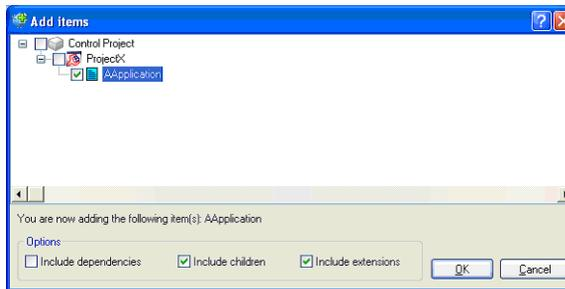 Add items
Control Project
ProjectX
AApplication
You are now adding the following item(s): AApplication
Options
Include dependencies
Include children
Include extensions
OK
Cancel